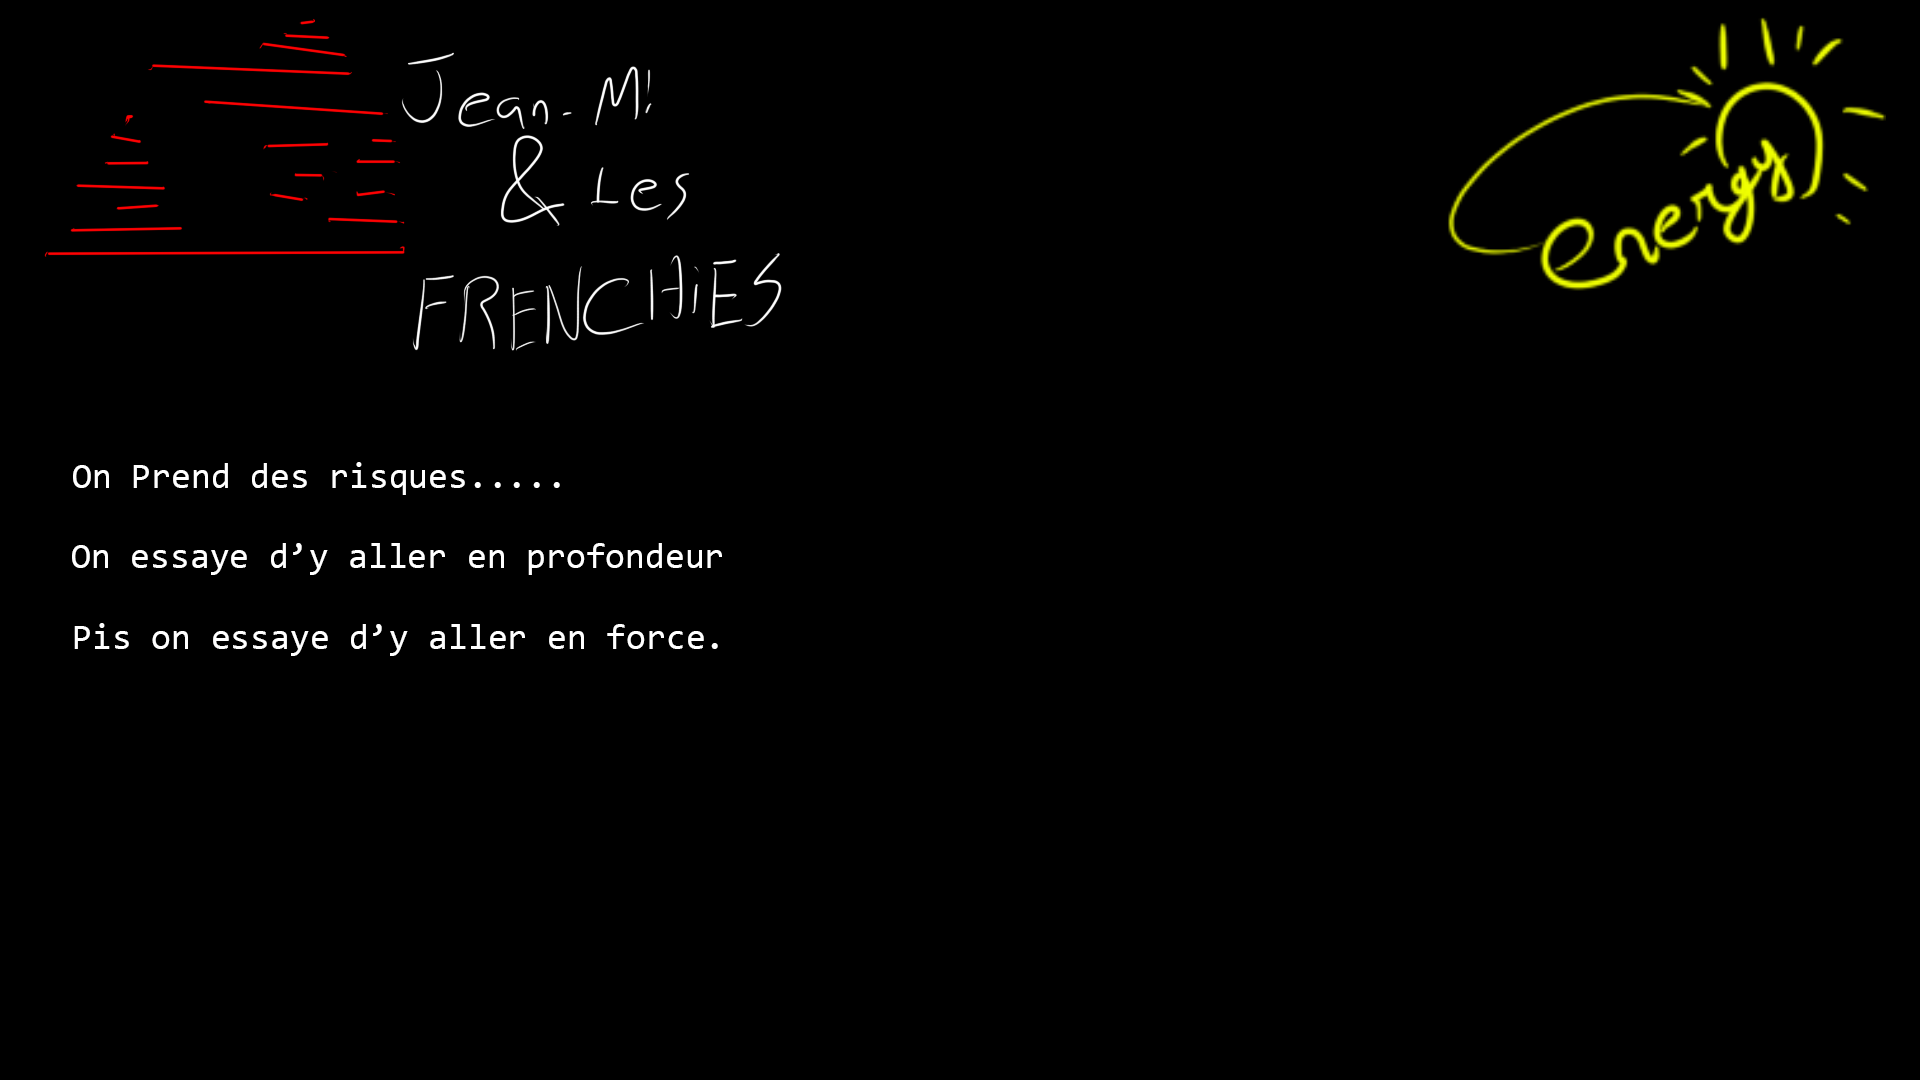 Jean-Mi
& Les
FRENCHIES
energy
On Prend des risques.....
On essaye d’y aller en profondeur
Pis on essaye d’y aller en force.